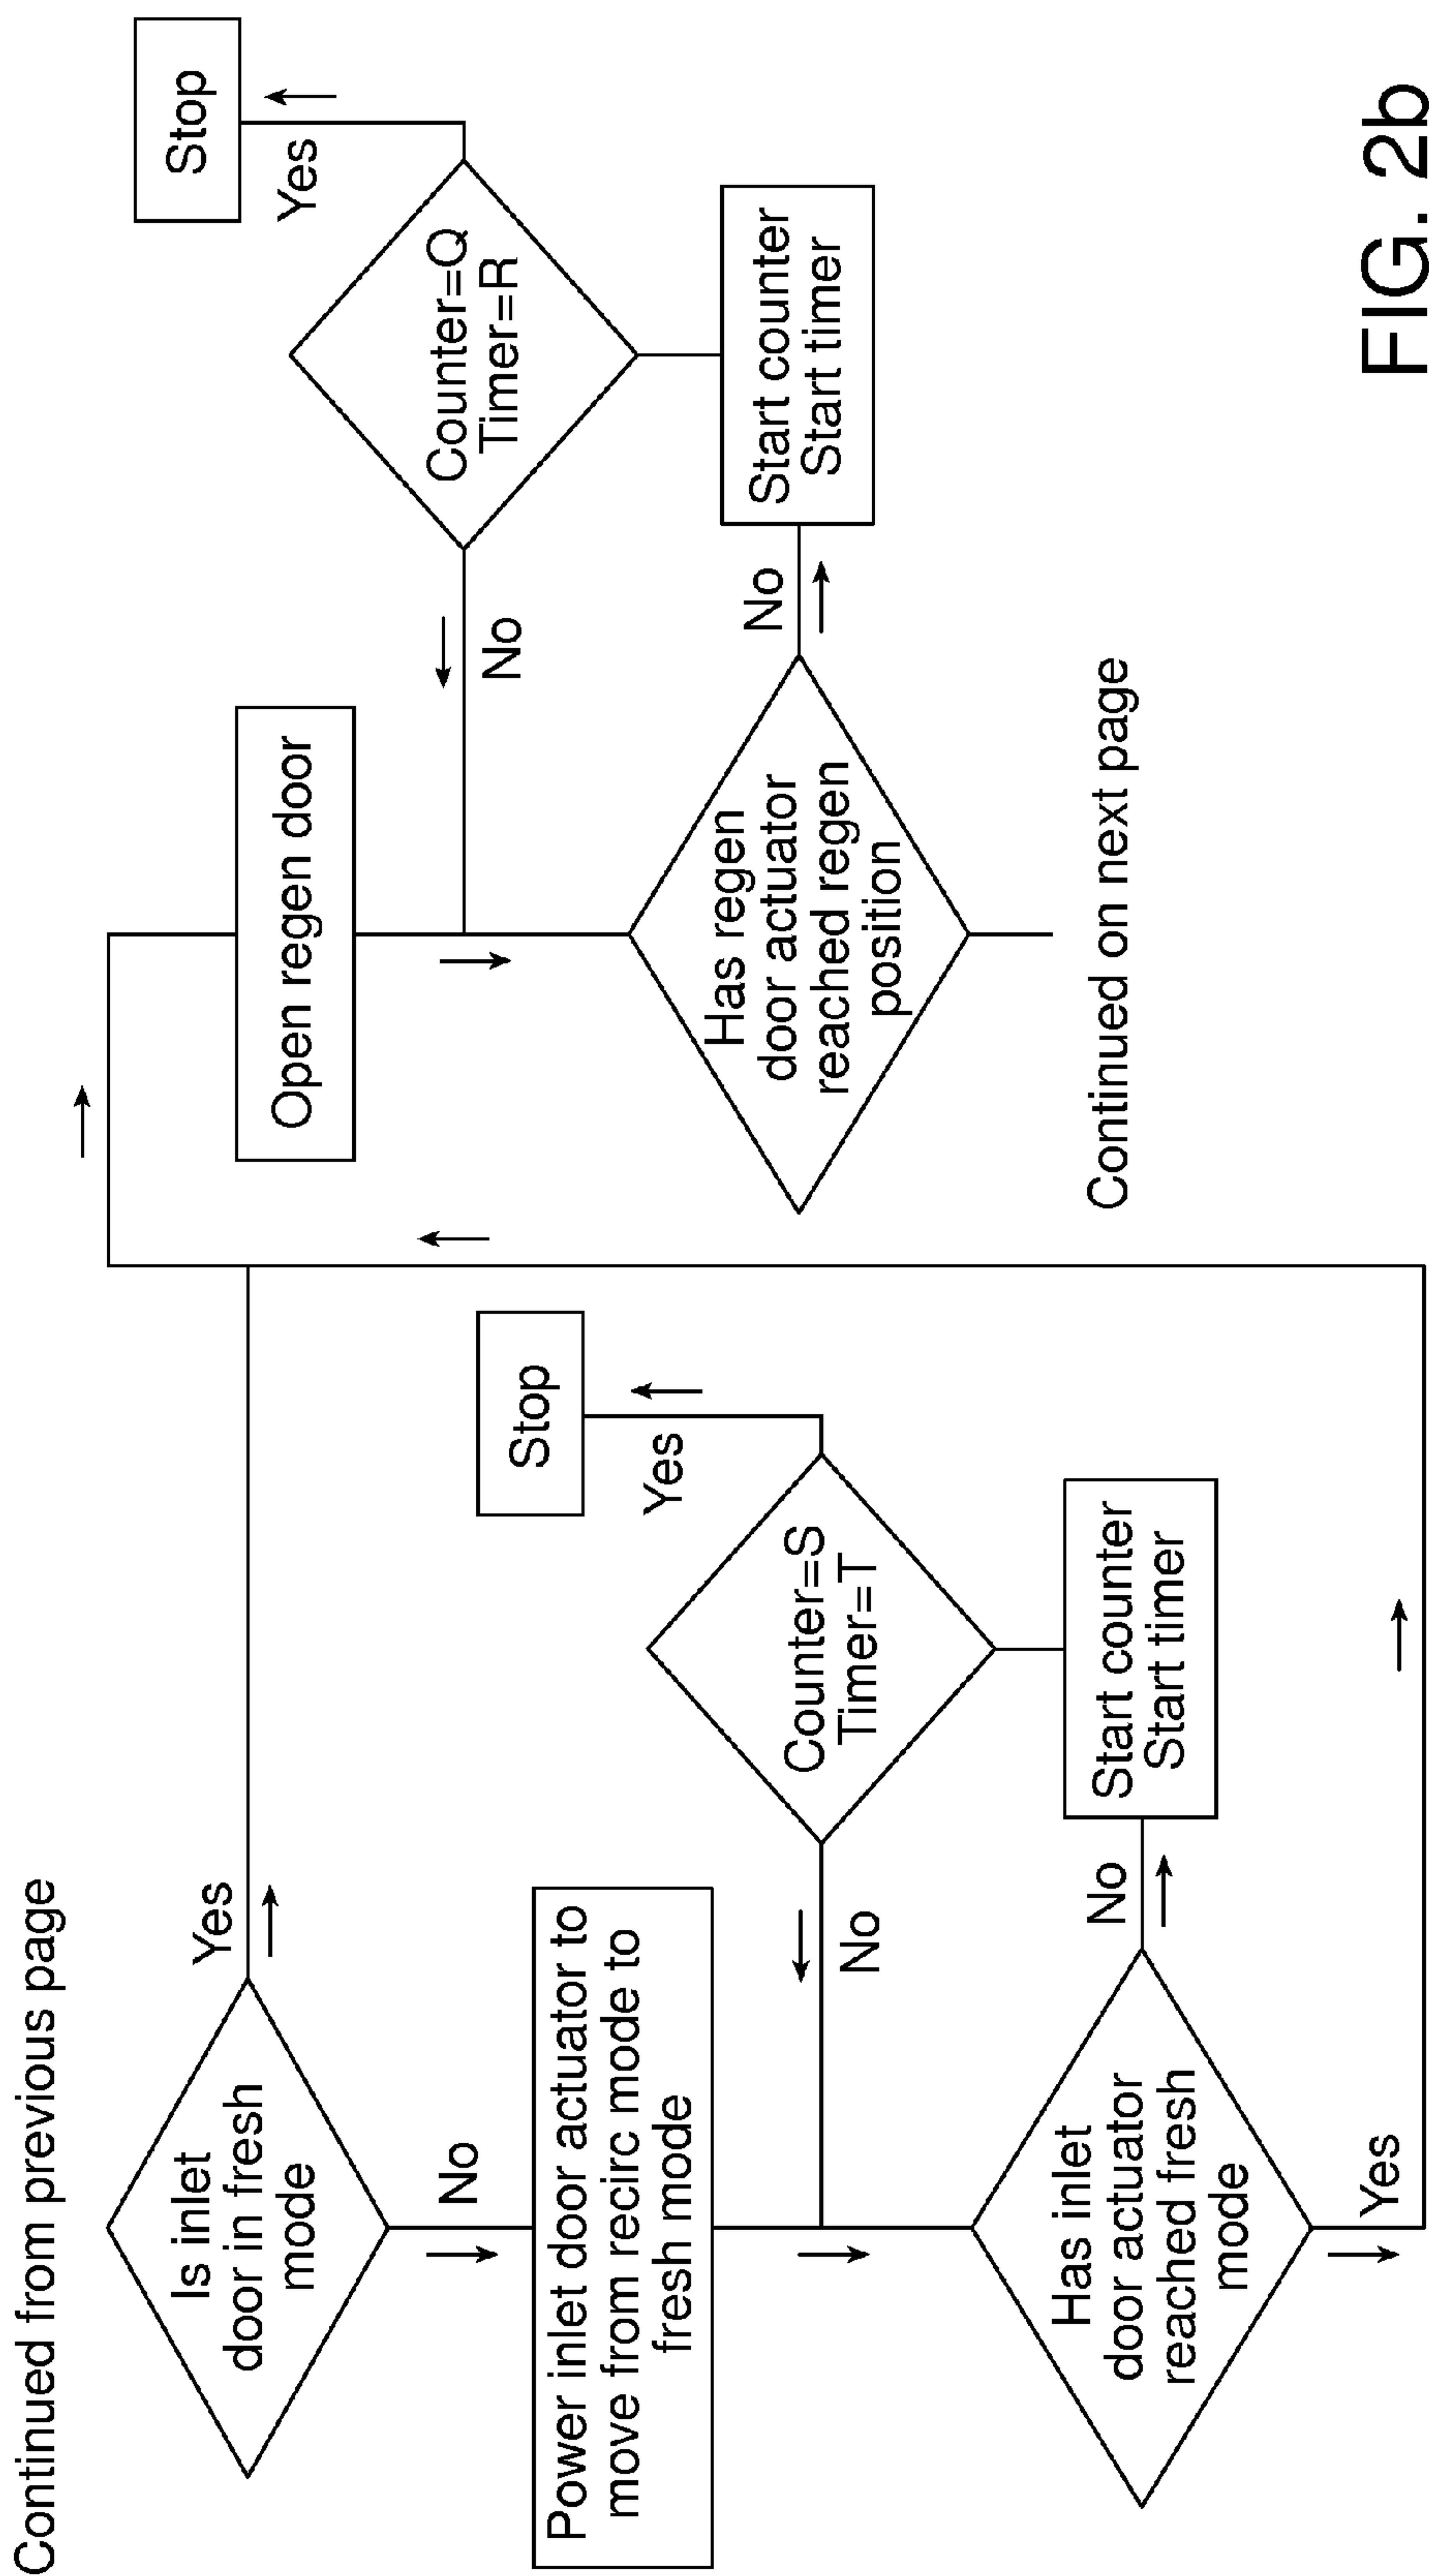 Continued from previous page
Is inlet
door in fresh
mode
Yes
No
Power inlet door actuator to
move from recirc mode to
fresh mode
Has inlet
door actuator
reached fresh
mode
No
Start counter
Start timer
Counter=S
Timer=T
No
Yes
Stop
Yes
Open regen door
Has regen
door actuator
reached regen
position
No
Start counter
Start timer
Counter=Q
Timer=R
No
Yes
Stop
Continued on next page
FIG. 2b